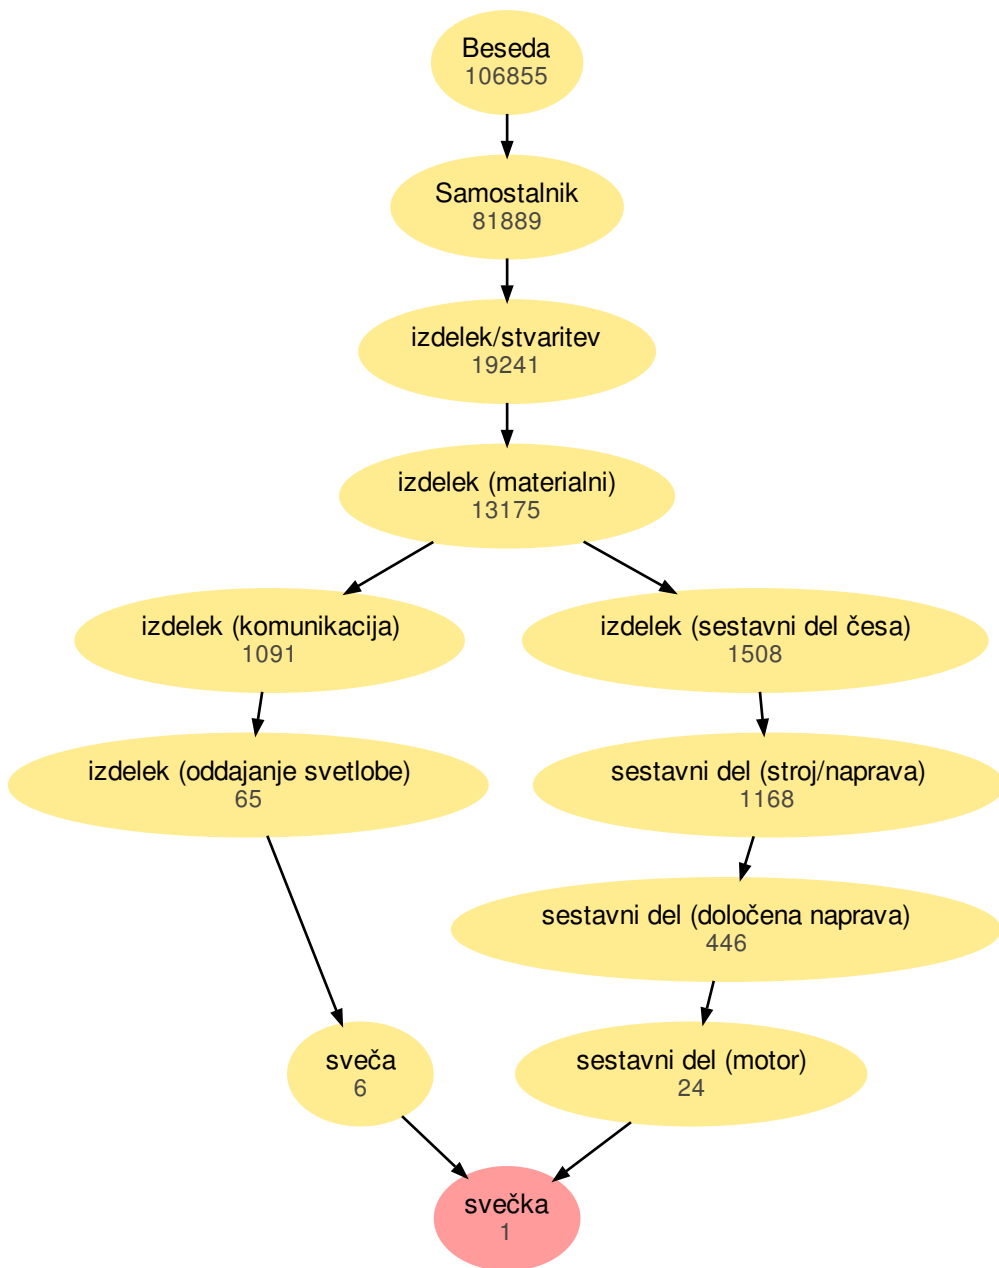 Beseda
106855
Samostalnik
81889
izdelek/stvaritev
19241
izdelek (materialni)
13175
izdelek (komunikacija)
1091
izdelek (sestavni del česa)
1508
izdelek (oddajanje svetlobe)
65
sestavni del (stroj/naprava)
1168
sestavni del (določena naprava)
446
sveča
6
sestavni del (motor)
24
svečka
1